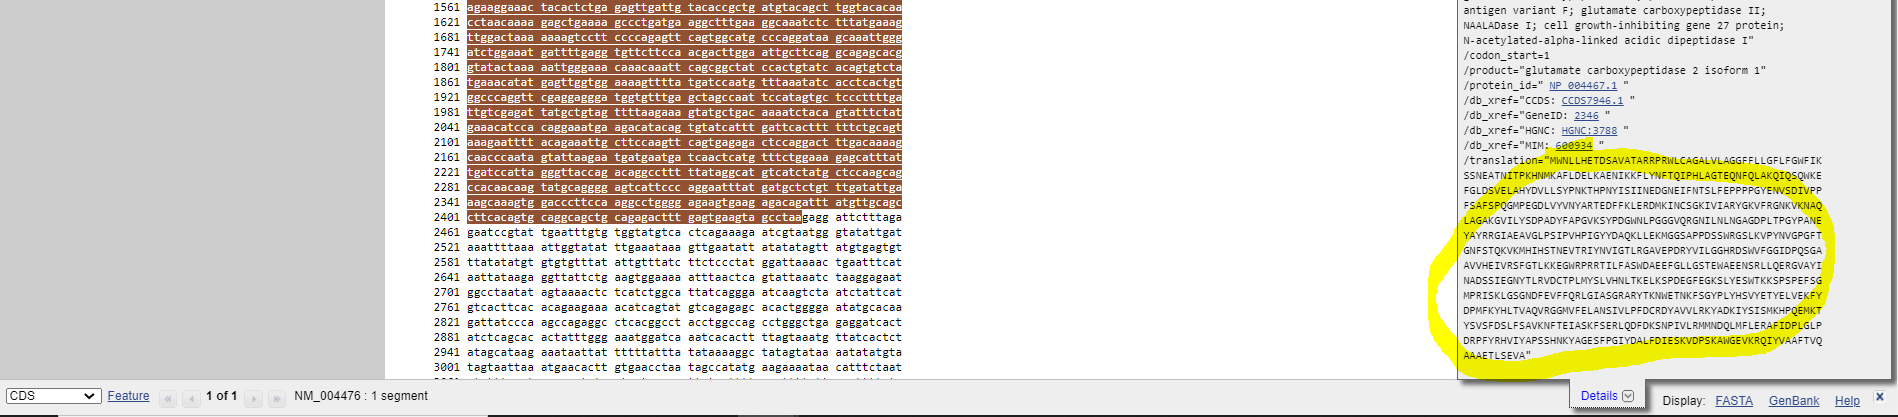 1561 agaaggaaac tacactctga gagttgattg tacaccgctg atgtacagct tggtacacaa
1621 cctaacaaaa gagctgaaaa gccctgatga aggctttgaa ggcaaatctc tttatgaaag
1681 ttggactaaa aaaagtcctt ccccagagtt cagtggcatg cccaggataa gcaaattggg
1741 atctggaaat gattttgagg tgttcttcca acgacttgga attgcttcag gcagagcacg
1801 gtatactaaa aattgggaaa caaacaaatt cagcggctat ccactgtatc acagtgtcta
1861 tgaaacatat gagttggtgg aaaagtttta tgatccaatg tttaaatatc acctcactgt
1921 ggcccaggtt cgaggaggga tggtgtttga gctagccaat tccatagtgc tcccttttga
1981 ttgtcgagat tatgctgtag ttttaagaaa gtatgctgac aaaatctaca gtatttctat
2041 gaaacatcca caggaaatga agacatacag tgtatcattt gattcacttt tttctgcagt
2101 aaagaatttt acagaaattg cttccaagtt cagtgagaga ctccaggact ttgacaaaag
2161 caacccaata gtattaagaa tgatgaatga tcaactcatg tttctggaaa gagcatttat
2221 tgatccatta gggttaccag acaggccttt ttataggcat gtcatctatg ctccaagcag
2281 ccacaacaag tatgcagggg agtcattccc aggaatttat gatgctctgt ttgatattga
2341 aagcaaagtg gacccttcca aggcctgggg agaagtgaag agacagattt atgttgcagc
2401 cttcacagtg caggcagctg cagagacttt gagtgaagta gcctaagagg attctttaga
2461 gaatccgtat tgaatttgtg tggtatgtca ctcagaaaga atcgtaatgg gtatattgat
2521 aaattttaaa attggtatat ttgaaataaa gttgaatatt atatatagtt atgtgagtgt
2581 ttatatatgt gtgtgtttat attgtttatc ttctccctat ggattaaaac tgaatttcat
2641 aattataaga ggttattctg aagtggaaaa atttaactca gtattaaatc taaggagaat
2701 ggcctaatat agtaaaactc tcatctggca ttatcaggga atcaagtcta atctattcat
2761 gtcacttcac acagaagaaa acatcagtat gtcatagagc acactgggga atatgcacaa
2821 gattatccca agccagaggc ctcacggcct acctggccag cctgggctga gaggatcact
2881 atctcagcac actatttggg aaatggatca aatcacactt tttagtaaatg ttatcactct
2941 atagcataag aaataattat tttttattta tataaaaggc tatagtataa aatatatgta
3001 tagtaattaa atgaacactt gtgaacctaa tagccatatg aagaaaataa catttctaat
antigen variant F; glutamate carboxypeptidase II;
NAALADase I; cell growth-inhibiting gene 27 protein;
N-acetylated-alpha-linked acidic dipeptidase I"
/codon_start=1
/product="glutamate carboxypeptidase 2 isoform 1"
/protein_id=" NP_004467.1 "
/db_xref="CCDS: CCDS7946.1 "
/db_xref="GeneID: 2346 "
/db_xref="HGNC: HGNC:3788 "
/db_xref="MIM: 600934 "
/translation="MWNLLHETDSAVATARRPRWLCAGALVLAGGFFLLGFLFGWFIK
SSNEATNITPKHNMKAFLDELKAENIKKFLYNFTQIPHLAGTEQNFQLAKQIQSQWKE
FGLDSVELAHYDVLLSYPNKTHPNYISIINEDGNEIFNTSLFEPPPPGYENVSDIVPP
FSAFSPQGMPEGDLVYVNYARTEDFFKLERDMKINCSGKIVIARYGKVFRGNKVKNAQ
LAGAKGVILYSDPADYFAPGVKSYPDGWNLPGGGVQRGNILNLNGAGDPLTPGYPANE
YAYRRGIAEAVGLPSIPVHPIGYYDAQKLLEKMGGSAPPDSSWRGSLKVPYNVGPGFT
GNFSTQKVKMHIHSTNEVTRIYNVIGTLRGAVEPDRYVILGGHRDSWVFGGIDPQSGA
AVVHEIVRSFGTLKKEGWRPRRTILFASWDAEEFGLLGSTEWAEENSRLLQERGVAYI
NADSSIEGNYTLRVDCTPLMYSLVHNLTKELKSPDEGFEGKSLYESWTKKSPSPEFSG
MPRISKLGSGNDFEVFFQRLGIASGRARYTKNWETNKFSGYPLYHSVYETYELVEKFY
DPMFKYHLTVAQVRGGMVFELANSIVLPFDCRDYAVVLRKYADKIYSISMKHPQEMKT
YSVSFDSLFSAVKNFTEIASKFSERLQDFDKSNPIVLRMMNDQLMFLERAFIDPLGLP
DRPFYRHVIYAPSSHNKYAGESFPGIYDALFDIESKVDPSKAWGEVKRQIYVAAFTVQ
AAAETLSEVA"
CDS Feature 1 of 1 NM_004476 : 1 segment Details Display: FASTA GenBank Help